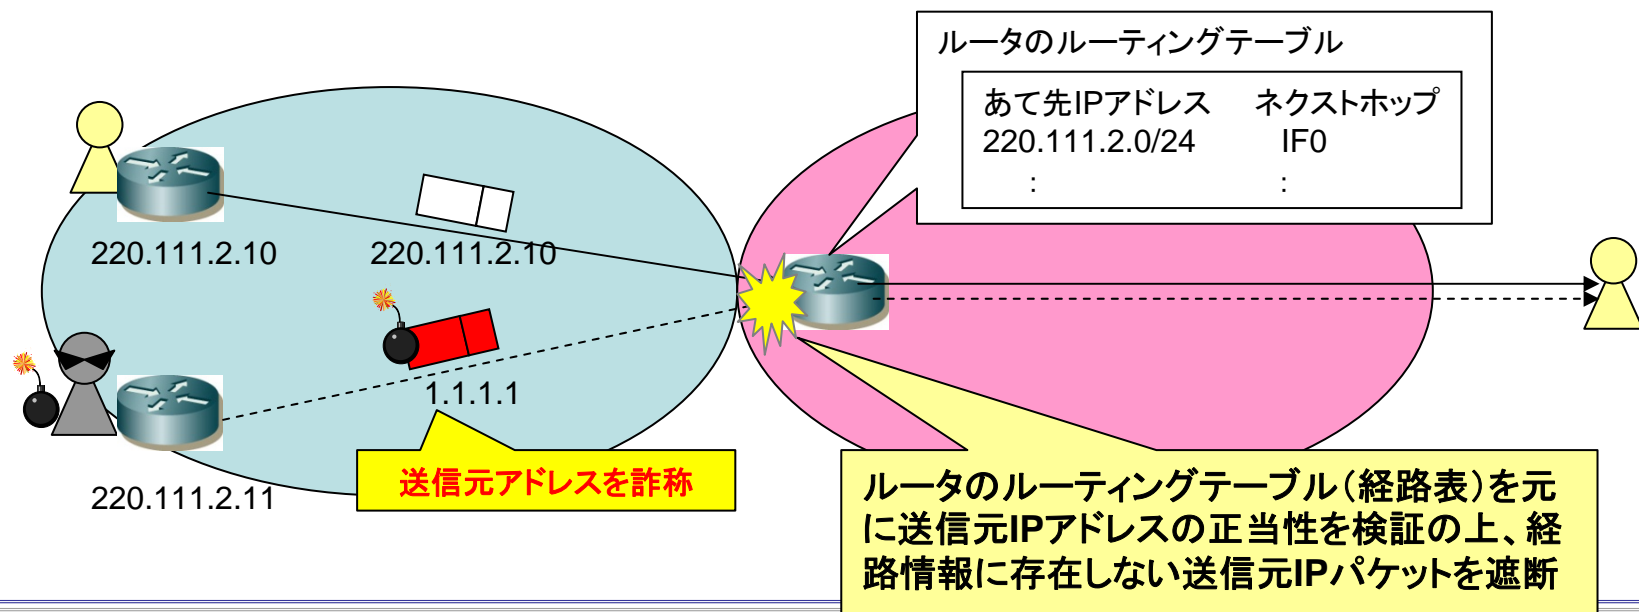 ルータのルーティングテーブル
あて先IPアドレス ネクストホップ
220.111.2.0/24 IF0
: :
220.111.2.10 220.111.2.10
1.1.1.1
送信元アドレスを詐称
220.111.2.11
ルータのルーティングテーブル（経路表）を元
に送信元IPアドレスの正当性を検証の上、経
路情報に存在しない送信元IPパケットを遮断